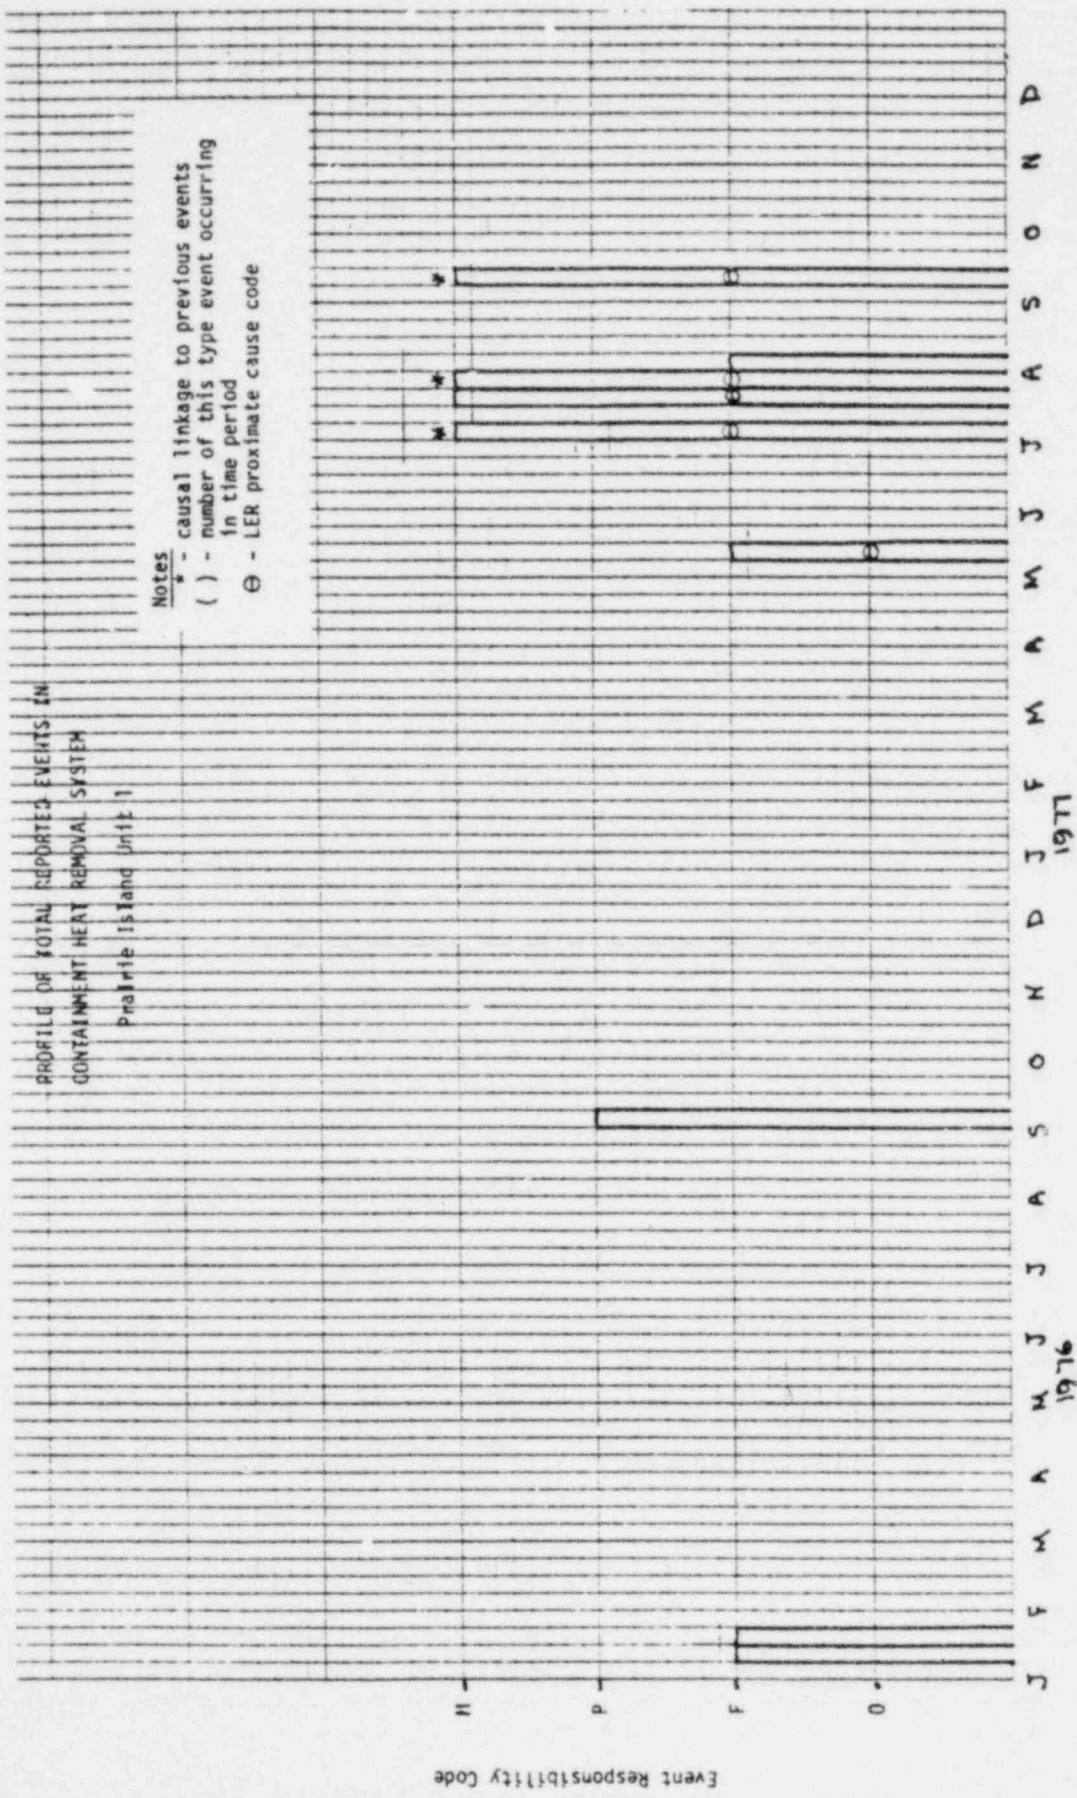 PROFILE OF TOTAL REPORTED EVENTS IN
CONTAINMENT HEAT REMOVAL SYSTEM
Prairie Island Unit 1
Notes
* - causal linkage to previous events
( ) - number of this type event occurring
in time period
θ - LER proximate cause code
Event Responsibility Code
M
P
F
O
* * *
θ θ θ θ θ
J F M A M J J A S O N D J F M A M J J A S O N D
1976 1977